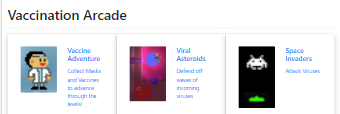 Vaccination Arcade
Vaccine
Adventure
Collect Masks
and Vaccines
to advance
through the
levels!
Viral
Asteroids
Defend off
waves of
incoming
viruses
Space
Invaders
Attack Viruses